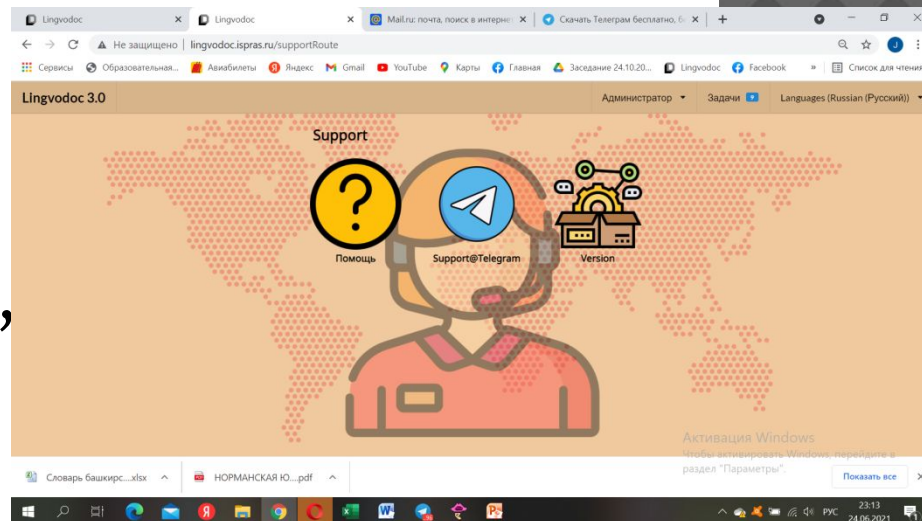 Lingvodoc
Lingvodoc
Mail.ru: почта, поиск в интернет
Скачать Телеграм бесплатно, б
Не защищено | lingvodoc.ispras.ru/supportRoute
Сервисы Образовательная... Авиабилеты Яндекс Gmail YouTube Карты Главная Заседание 24.10.20... Lingvodoc Facebook » Список для чтения
Lingvodoc 3.0 Администратор Задачи Languages (Russian (Русский))
Support
Помощь Support@Telegram Version
,
Активация Windows
Чтобы активировать Windows, перейдите в
раздел "Параметры".
Словарь башкирс....xlsx НОРМАНСКАЯ Ю....pdf Показать все
РУС 23:13
24.06.2021